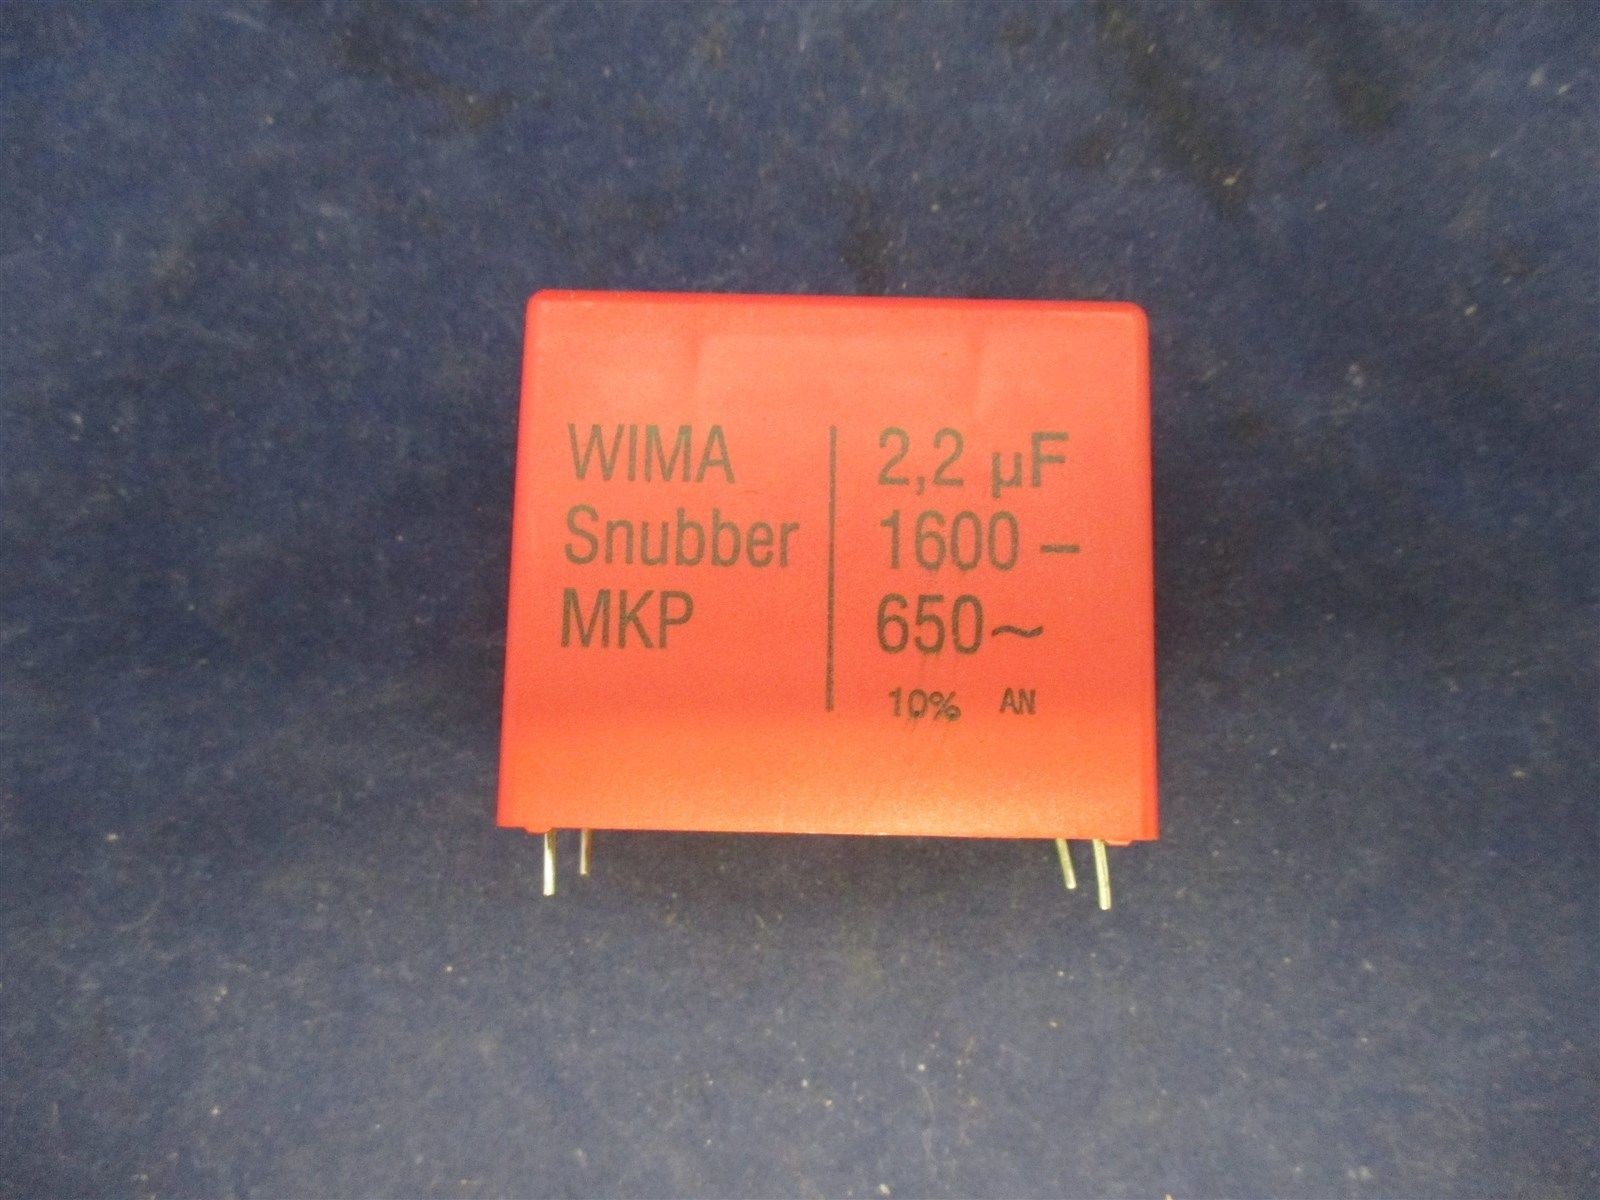 WIMA
Snubber
MKP
2,2 µF
1600 –
650~
10% AN